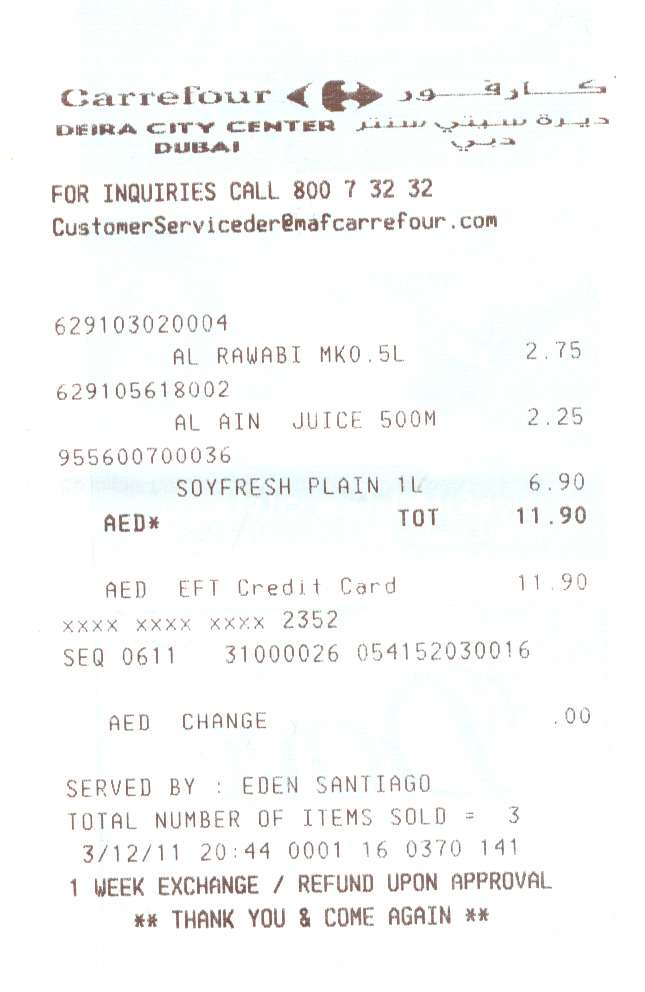 Carrefour كارفور
DEIRA CITY CENTER ديرة سيتي سنتر
DUBAI دبي
FOR INQUIRIES CALL 800 7 32 32
CustomerServiceder@mafcarrefour.com
629103020004
AL RAWABI MK0.5L 2.75
629105618002
AL AIN JUICE 500M 2.25
955600700036
SOYFRESH PLAIN 1L 6.90
AED* TOT 11.90
AED EFT Credit Card 11.90
XXXX XXXX XXXX 2352
SEQ 0611 31000026 054152030016
AED CHANGE .00
SERVED BY : EDEN SANTIAGO
TOTAL NUMBER OF ITEMS SOLD = 3
3/12/11 20:44 0001 16 0370 141
1 WEEK EXCHANGE / REFUND UPON APPROVAL
** THANK YOU & COME AGAIN **